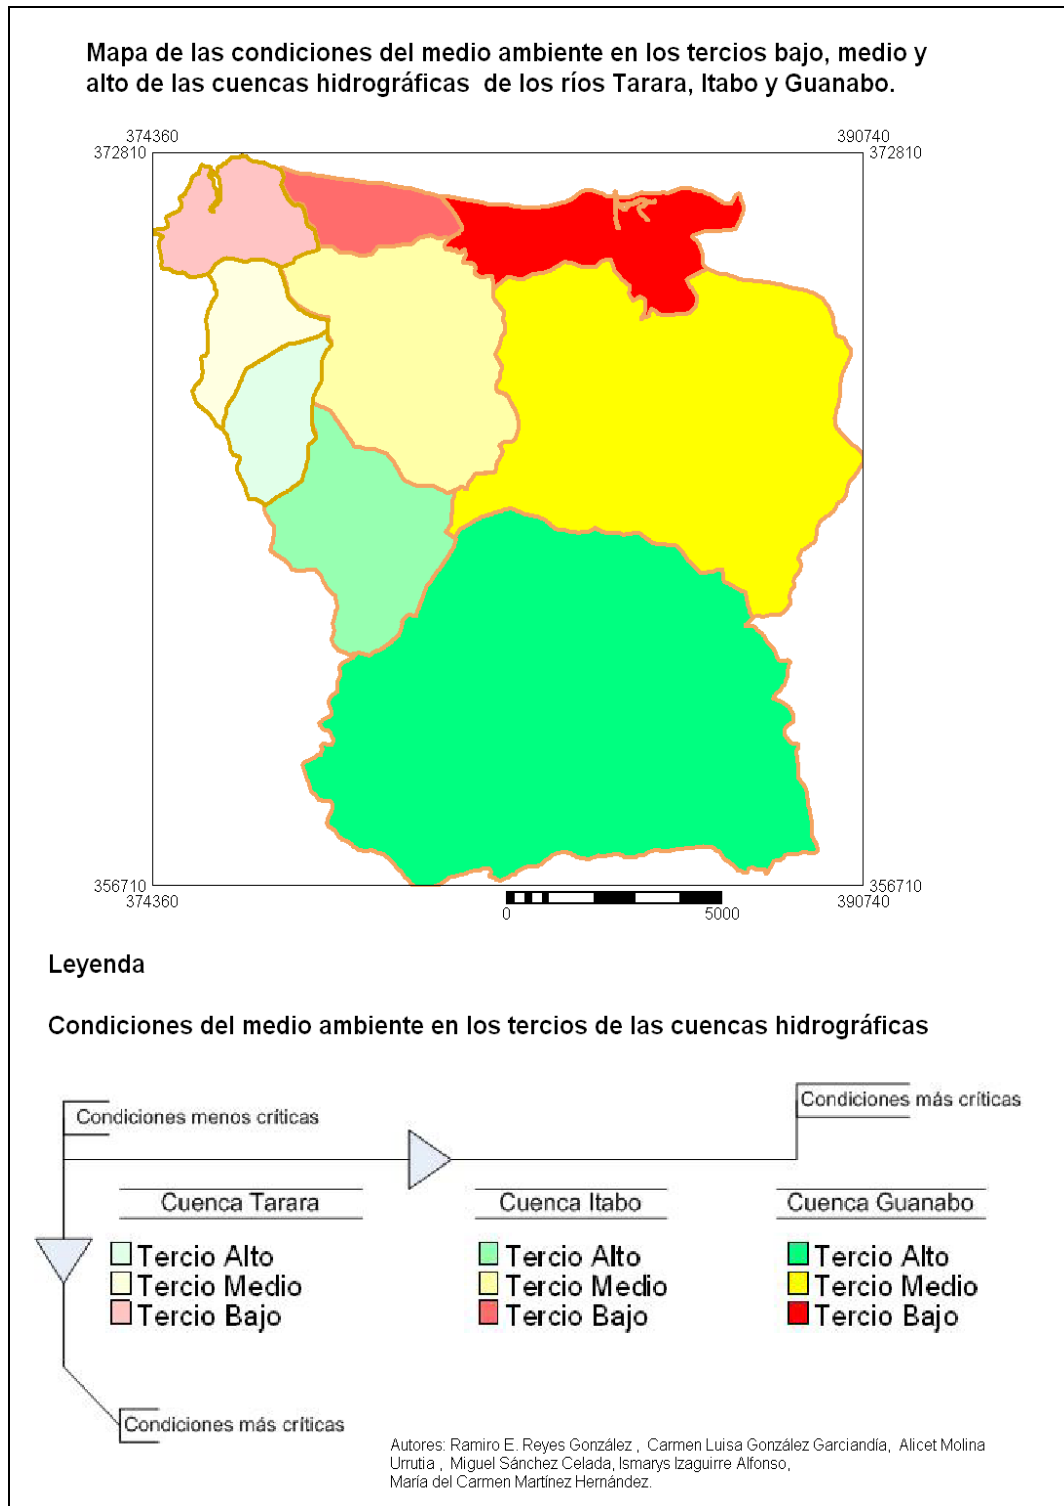 Mapa de las condiciones del medio ambiente en los tercios bajo, medio y
alto de las cuencas hidrográficas de los ríos Tarara, Itabo y Guanabo.
374360
390740
372810
372810
356710
356710
374360
390740
0
5000
Leyenda
Condiciones del medio ambiente en los tercios de las cuencas hidrográficas
Condiciones menos críticas
Condiciones más críticas
Cuenca Tarara
Cuenca Itabo
Cuenca Guanabo
Tercio Alto
Tercio Alto
Tercio Alto
Tercio Medio
Tercio Medio
Tercio Medio
Tercio Bajo
Tercio Bajo
Tercio Bajo
Condiciones más críticas
Autores: Ramiro E. Reyes González , Carmen Luisa González Garciandía, Alicet Molina
Urrutia , Miguel Sánchez Celada, Ismarys Izaguirre Alfonso,
María del Carmen Martínez Hernández.